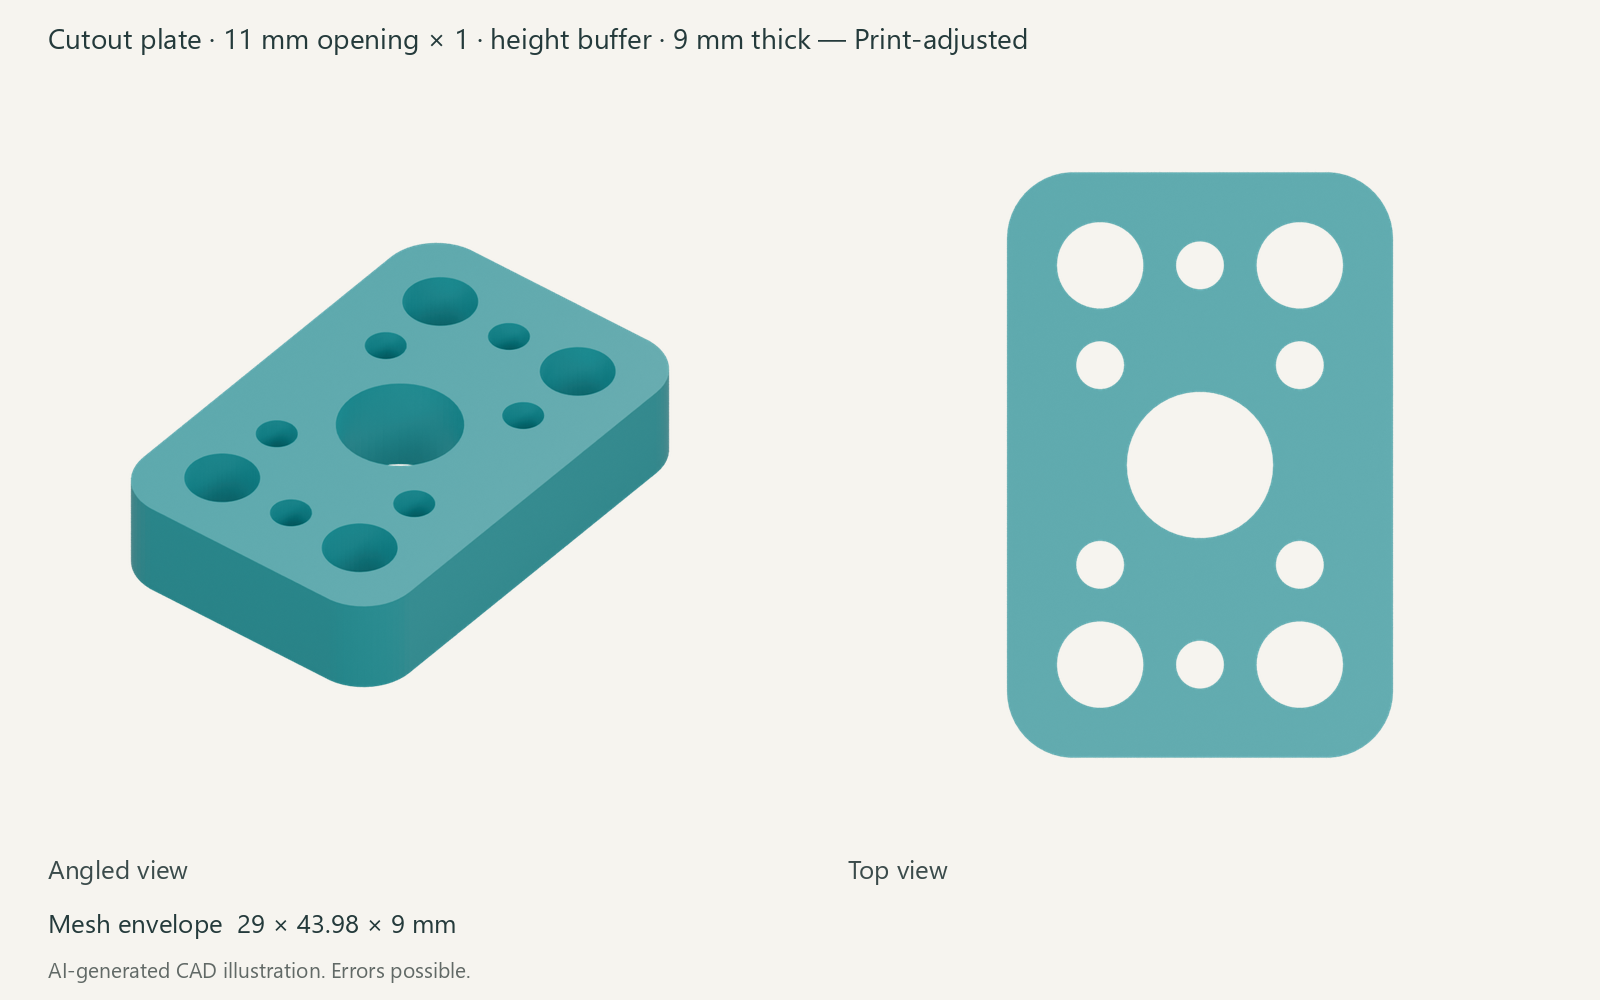 Cutout plate · 11 mm opening × 1 · height buffer · 9 mm thick — Print-adjusted
Angled view
Top view
Mesh envelope 29 × 43.98 × 9 mm
AI-generated CAD illustration. Errors possible.